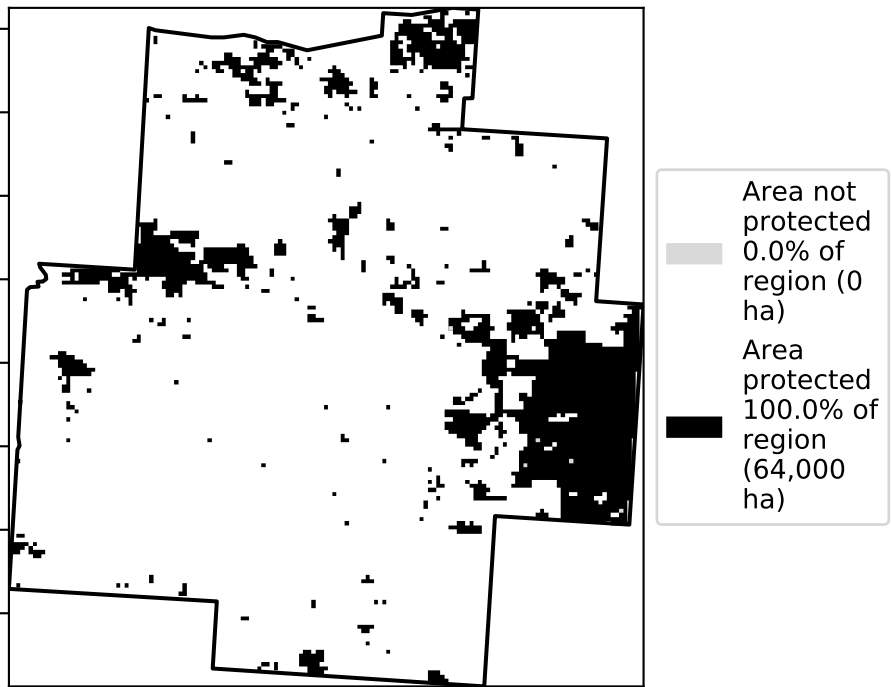 Area not
protected
0.0% of
region (0
ha)
Area
protected
100.0% of
region
(64,000
ha)